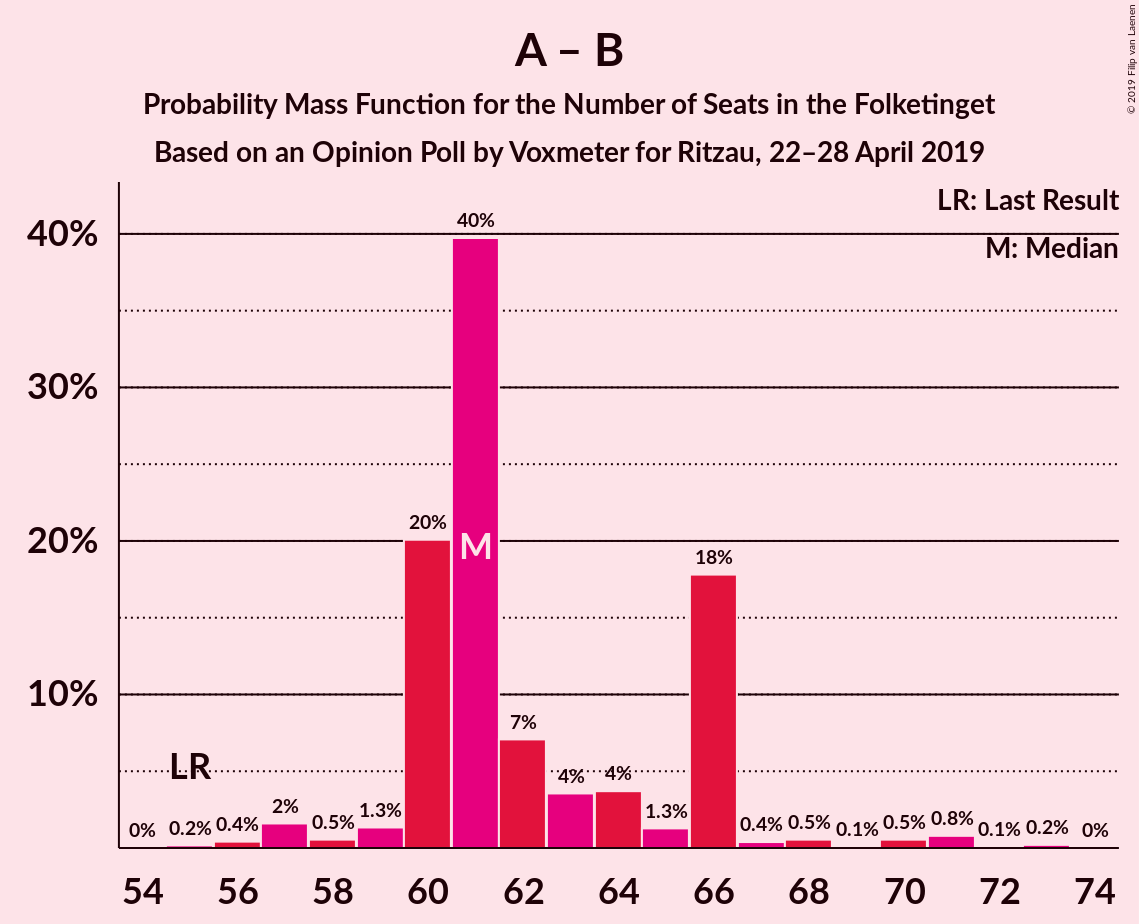 A – B
Probability Mass Function for the Number of Seats in the Folketinget
Based on an Opinion Poll by Voxmeter for Ritzau, 22–28 April 2019
© 2019 Filip van Laenen
LR: Last Result
M: Median
40%
30%
20%
10%
0%
0.2%
0.4%
2%
0.5%
1.3%
20%
40%
7%
4%
4%
1.3%
18%
0.4%
0.5%
0.1%
0.5%
0.8%
0.1%
0.2%
0%
LR
M
54 56 58 60 62 64 66 68 70 72 74